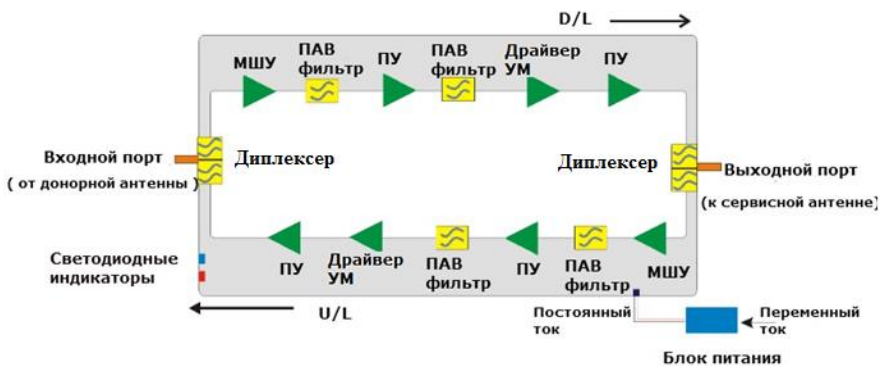 D/L
МШУ
ПАВ
фильтр
ПУ
ПАВ
фильтр
Драйвер
УМ
ПУ
Входной порт
( от донорной антенны )
Диплексер
Диплексер
Выходной порт
(к сервисной антенне)
Светодиодные
индикаторы
ПУ
Драйвер
УМ
ПАВ
фильтр
ПУ
ПАВ
фильтр
МШУ
U/L
Постоянный
ток
Переменный
ток
Блок питания